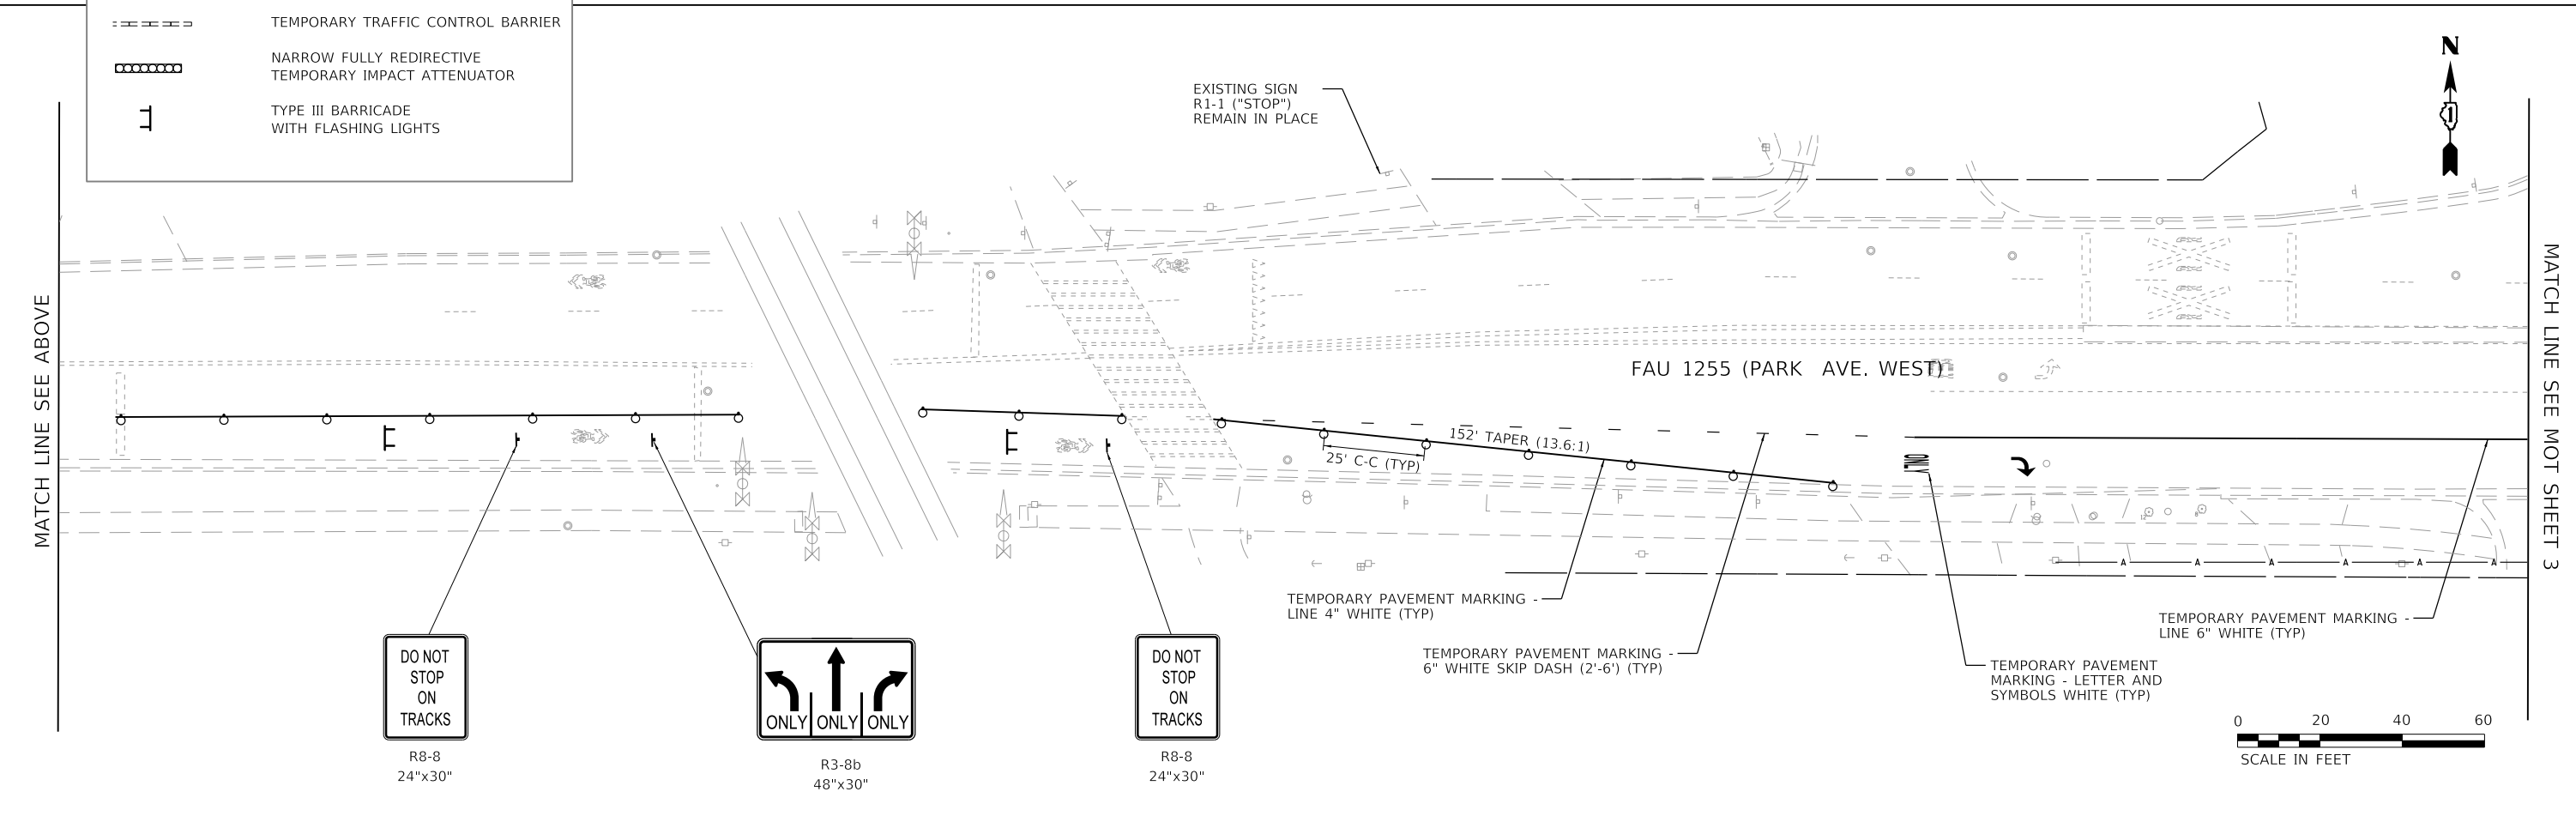 TEMPORARY TRAFFIC CONTROL BARRIER
NARROW FULLY REDIRECTIVE
TEMPORARY IMPACT ATTENUATOR
TYPE III BARRICADE
WITH FLASHING LIGHTS
EXISTING SIGN
R1-1 ("STOP")
REMAIN IN PLACE
N
1
MATCH LINE SEE ABOVE
MATCH LINE SEE MOT SHEET 3
FAU 1255 (PARK AVE. WEST)
152' TAPER (13.6:1)
25' C-C (TYP)
A A A A A A
TEMPORARY PAVEMENT MARKING -
LINE 4" WHITE (TYP)
TEMPORARY PAVEMENT MARKING -
6" WHITE SKIP DASH (2'-6') (TYP)
TEMPORARY PAVEMENT
MARKING - LETTER AND
SYMBOLS WHITE (TYP)
TEMPORARY PAVEMENT MARKING -
LINE 6" WHITE (TYP)
DO NOT
STOP
ON
TRACKS
R8-8
24"x30"
ONLY ONLY ONLY
R3-8b
48"x30"
DO NOT
STOP
ON
TRACKS
R8-8
24"x30"
0 20 40 60
SCALE IN FEET